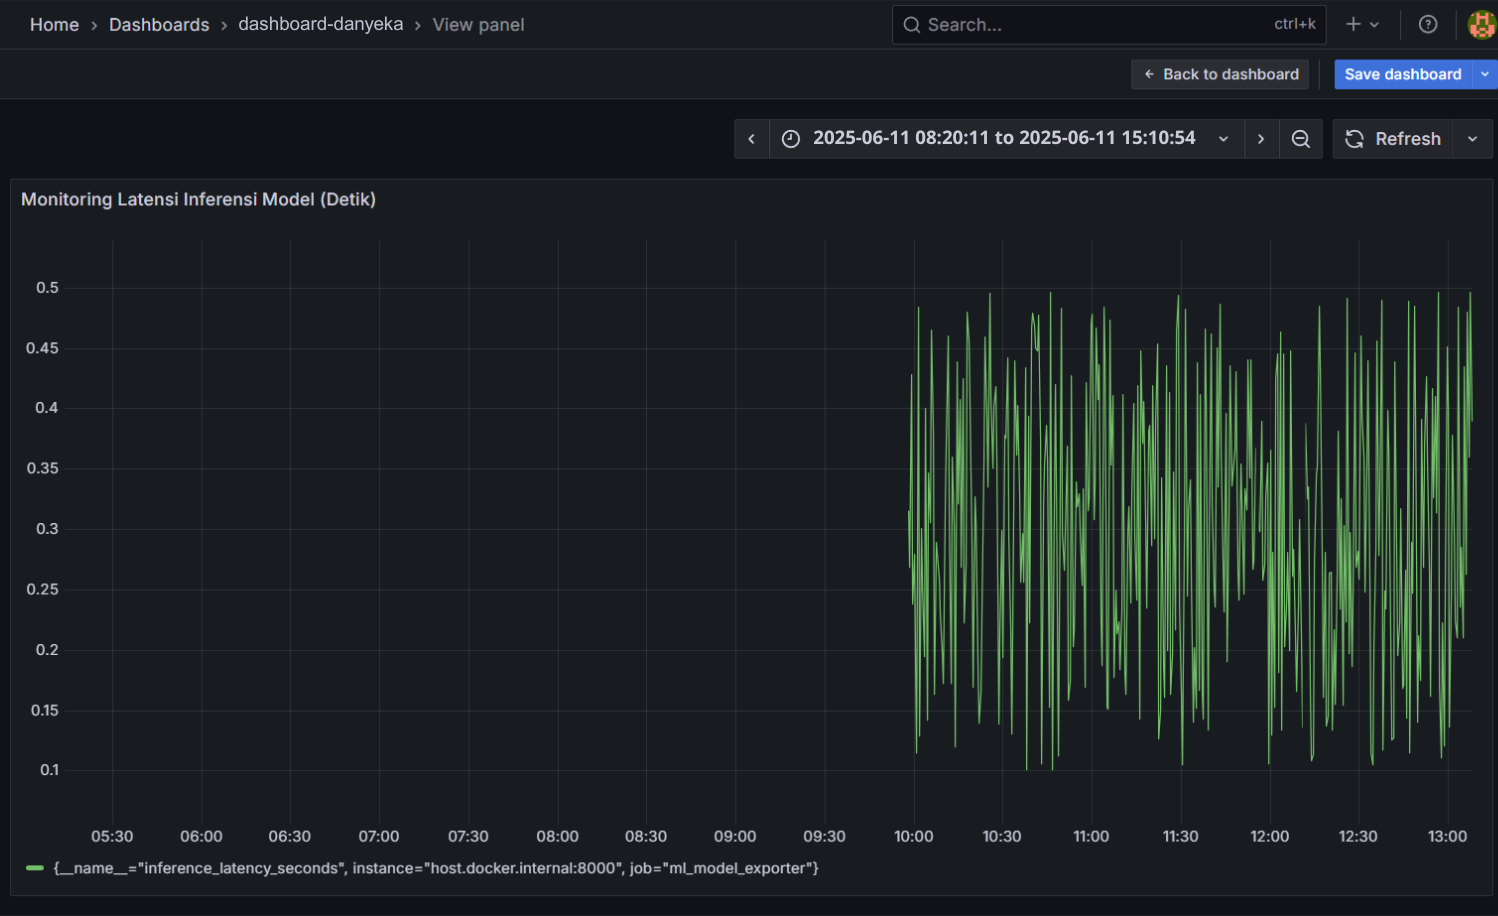 Home › Dashboards › dashboard-danyeka › View panel
Search... ctrl+k
← Back to dashboard
Save dashboard
2025-06-11 08:20:11 to 2025-06-11 15:10:54
Refresh
Monitoring Latensi Inferensi Model (Detik)
0.5
0.45
0.4
0.35
0.3
0.25
0.2
0.15
0.1
05:30 06:00 06:30 07:00 07:30 08:00 08:30 09:00 09:30 10:00 10:30 11:00 11:30 12:00 12:30 13:00
{__name__="inference_latency_seconds", instance="host.docker.internal:8000", job="ml_model_exporter"}